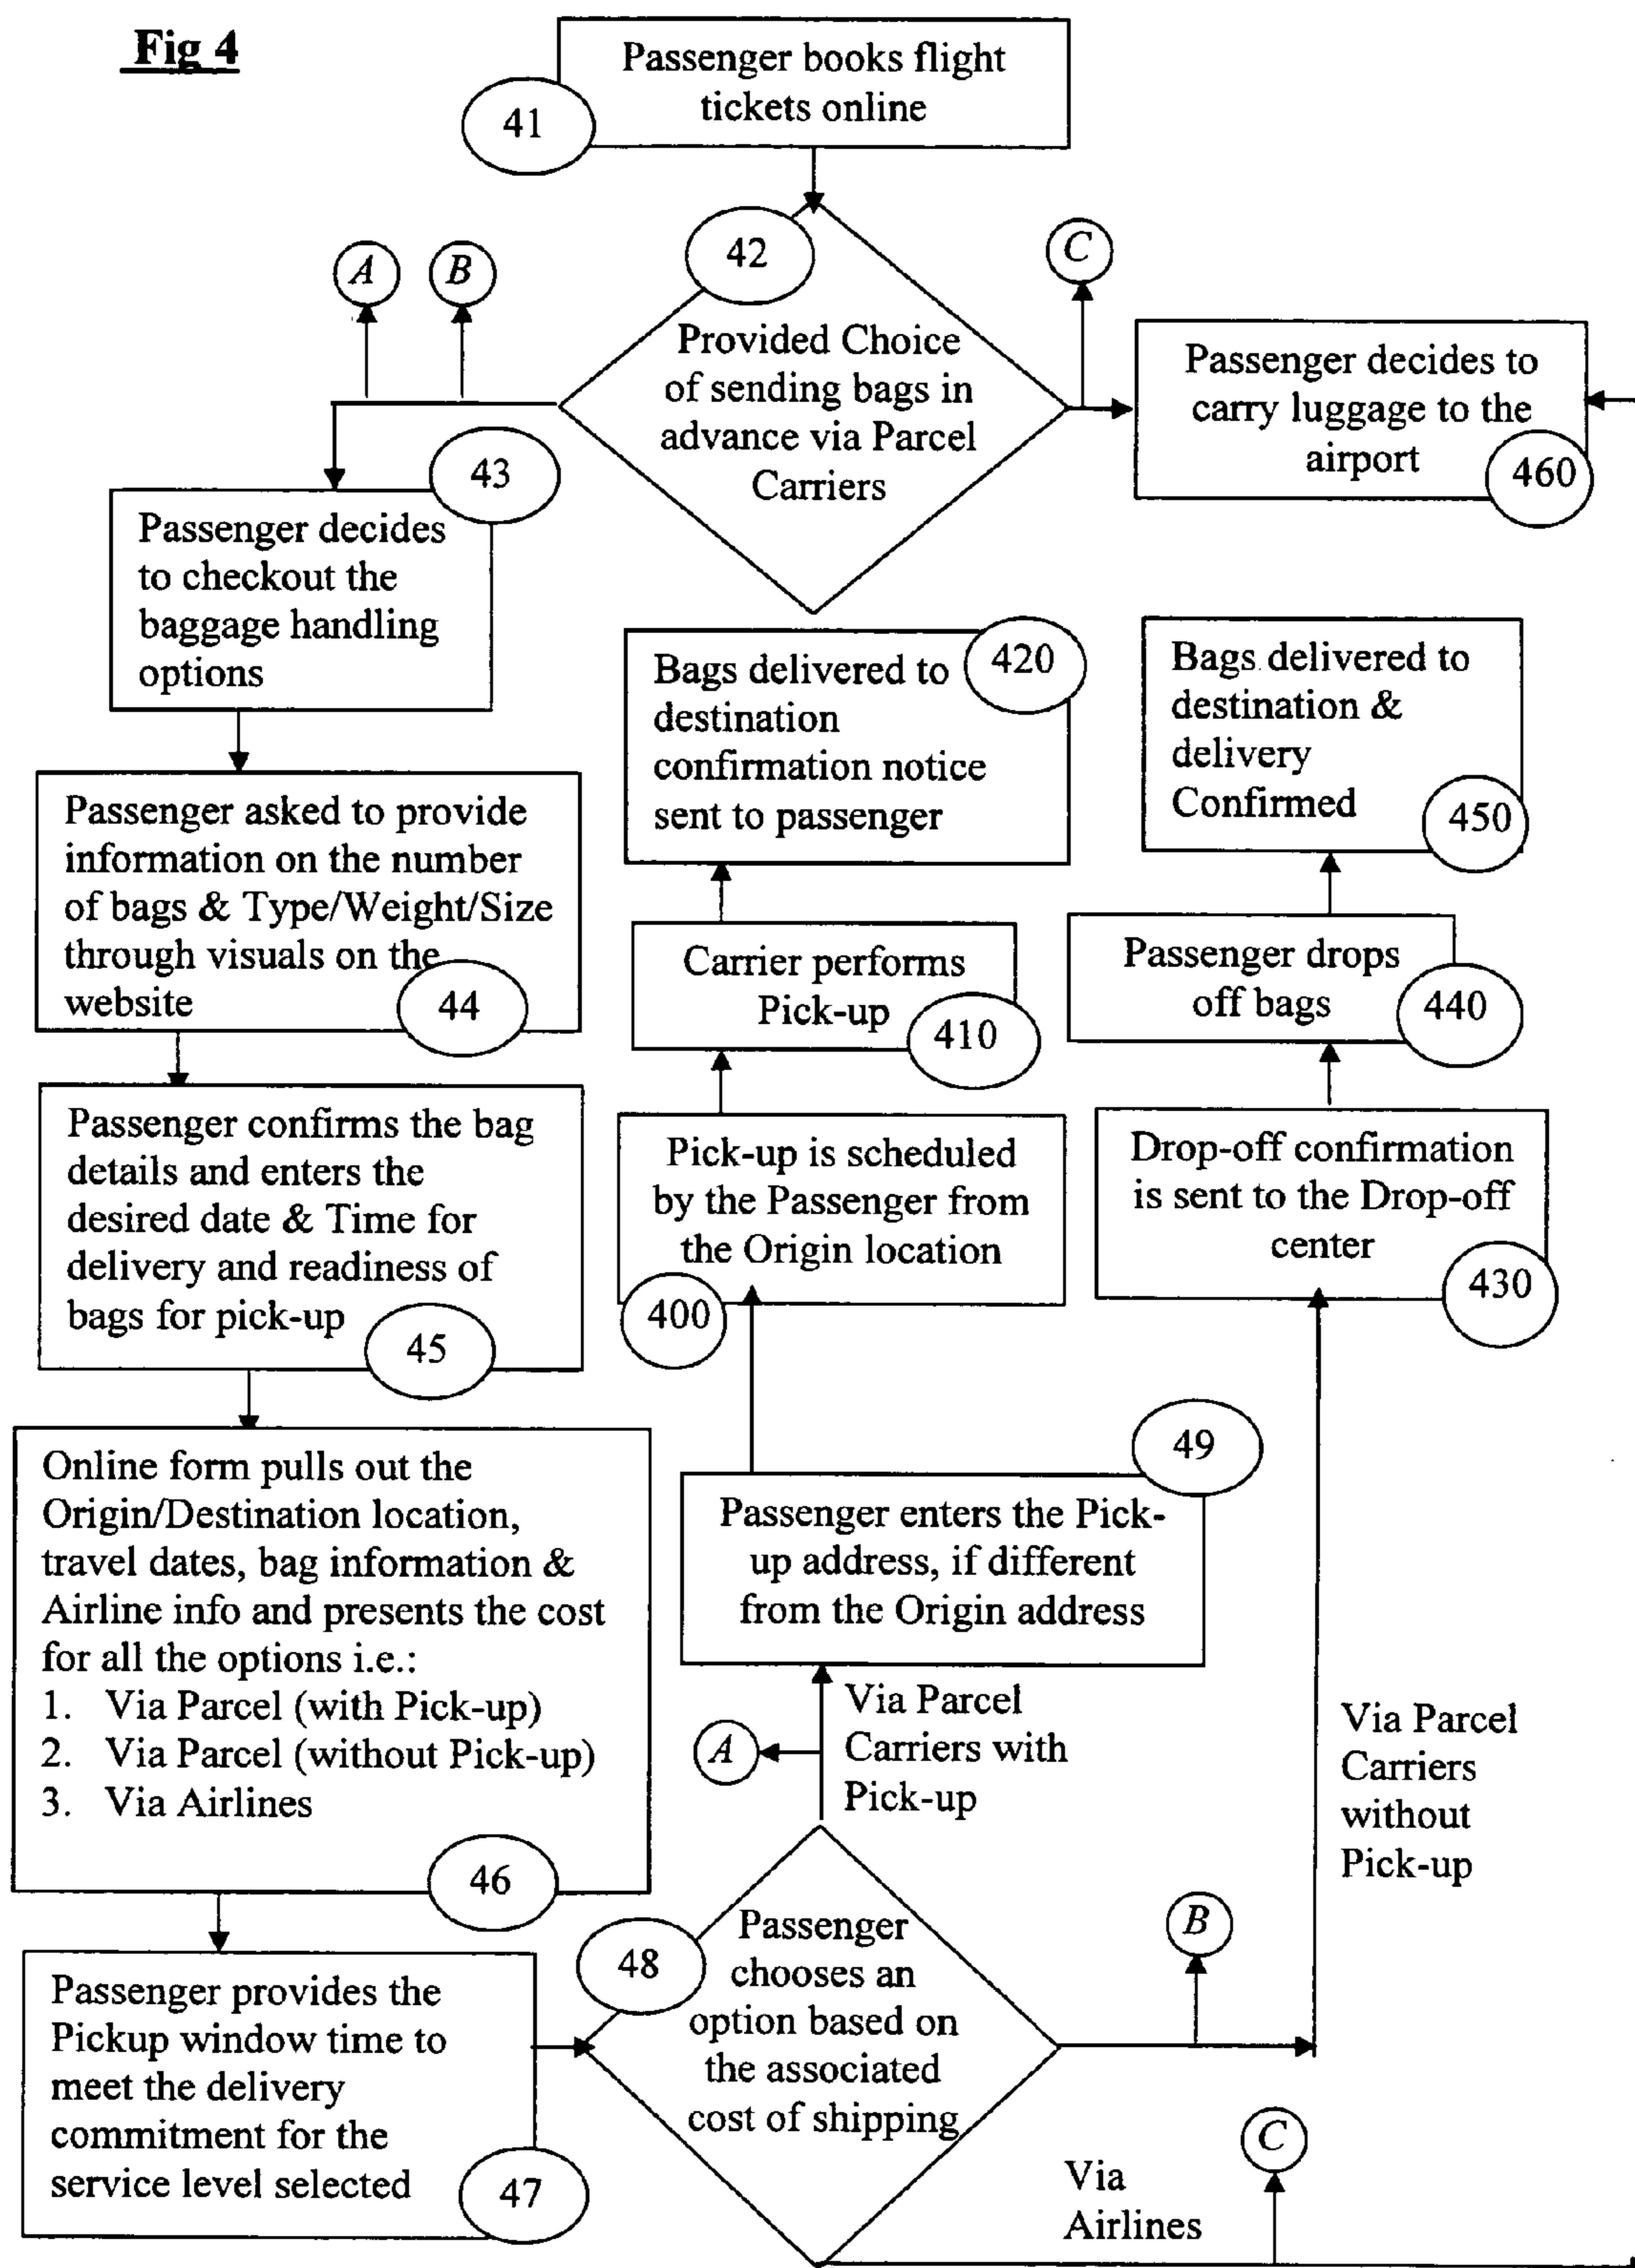 Fig 4
Passenger books flight
tickets online
41
42
A
B
C
Provided Choice
of sending bags in
advance via Parcel
Carriers
Passenger decides to
carry luggage to the
airport
460
43
Passenger decides
to checkout the
baggage handling
options
Passenger asked to provide
information on the number
of bags & Type/Weight/Size
through visuals on the
website
44
Passenger confirms the bag
details and enters the
desired date & Time for
delivery and readiness of
bags for pick-up
45
Online form pulls out the
Origin/Destination location,
travel dates, bag information &
Airline info and presents the cost
for all the options i.e.:
1. Via Parcel (with Pick-up)
2. Via Parcel (without Pick-up)
3. Via Airlines
46
Passenger provides the
Pickup window time to
meet the delivery
commitment for the
service level selected
47
48
Passenger
chooses an
option based on
the associated
cost of shipping
A
Via Parcel
Carriers with
Pick-up
49
Passenger enters the Pick-
up address, if different
from the Origin address
Pick-up is scheduled
by the Passenger from
the Origin location
400
Carrier performs
Pick-up
410
Bags delivered to
destination
confirmation notice
sent to passenger
420
B
Via Parcel
Carriers
without
Pick-up
Drop-off confirmation
is sent to the Drop-off
center
430
Passenger drops
off bags
440
Bags delivered to
destination &
delivery
Confirmed
450
C
Via
Airlines